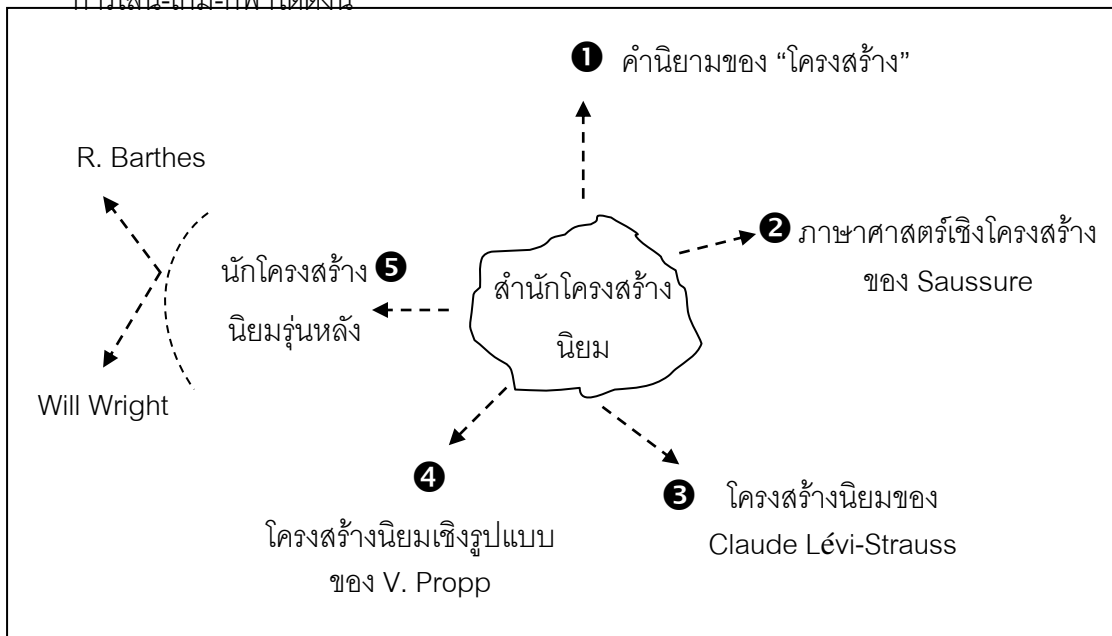 ❶ คำนิยามของ “โครงสร้าง”
R. Barthes
❷ ภาษาศาสตร์เชิงโครงสร้าง
ของ Saussure
นักโครงสร้าง ❺
นิยมรุ่นหลัง
สำนักโครงสร้าง
นิยม
Will Wright
❹
โครงสร้างนิยมเชิงรูปแบบ
ของ V. Propp
❸ โครงสร้างนิยมของ
Claude Lévi-Strauss